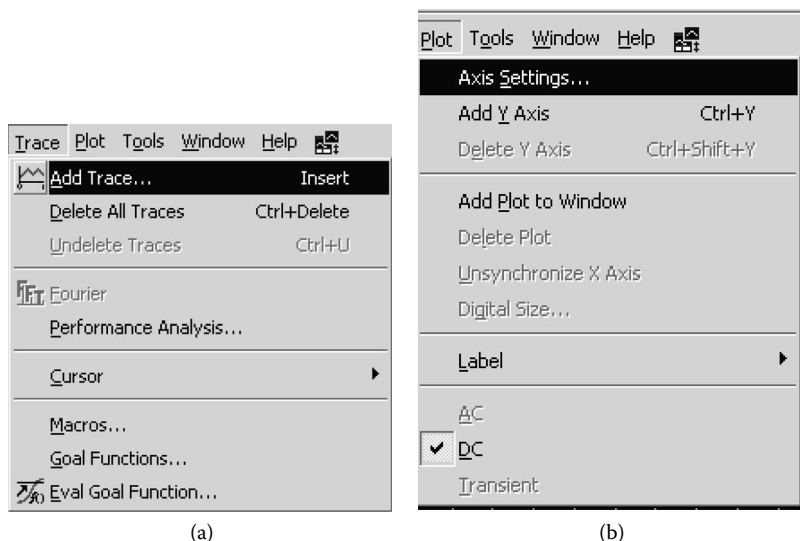 Trace Plot Tools Window Help
Add Trace... Insert
Delete All Traces Ctrl+Delete
Undelete Traces Ctrl+U
FFT Fourier
Performance Analysis...
Cursor
Macros...
Goal Functions...
Eval Goal Function...
(a)
Plot Tools Window Help
Axis Settings...
Add Y Axis Ctrl+Y
Delete Y Axis Ctrl+Shift+Y
Add Plot to Window
Delete Plot
Unsynchronize X Axis
Digital Size...
Label
AC
DC
Transient
(b)